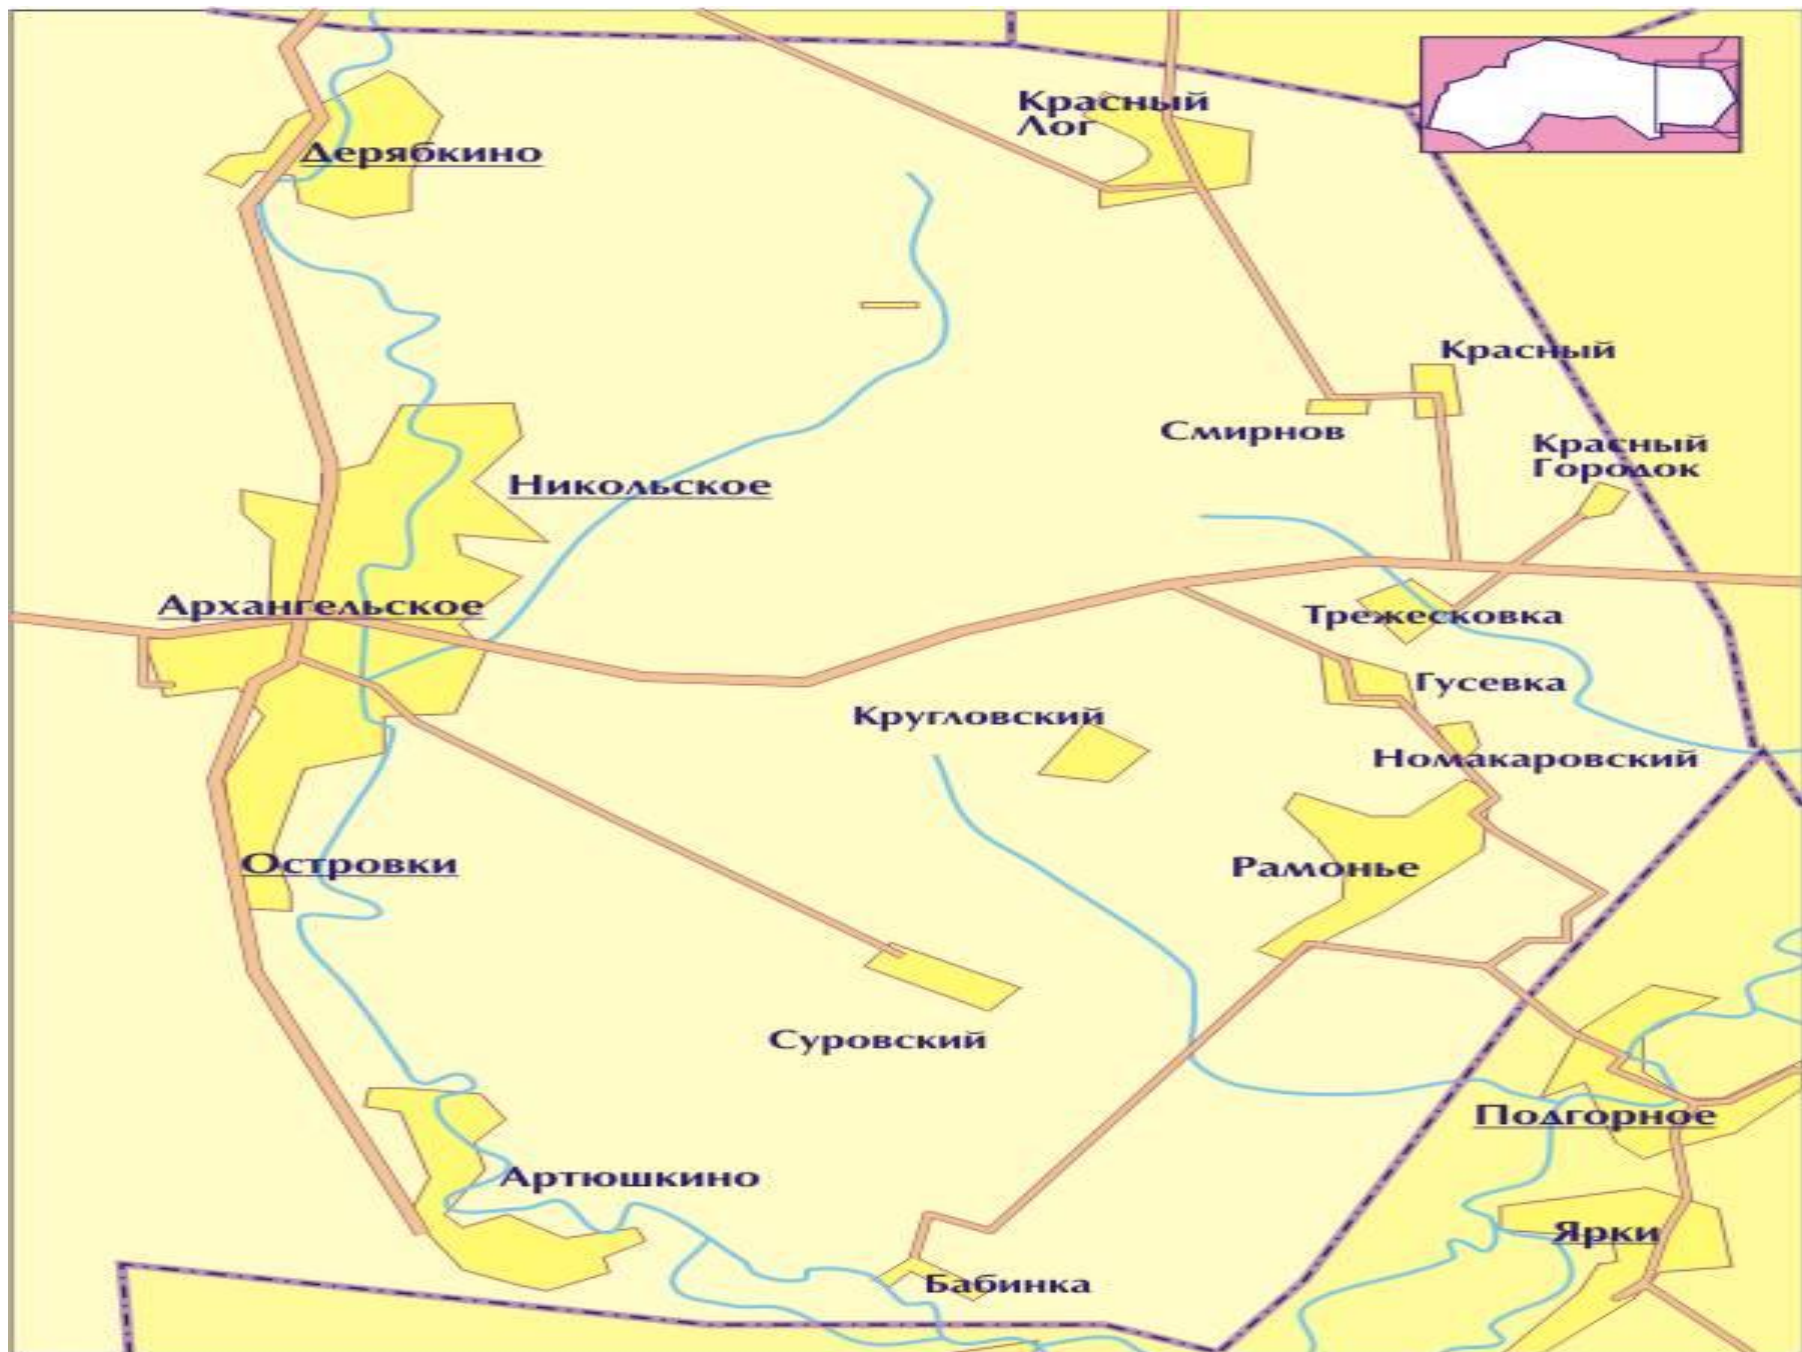 Красный
Лог
Дерябкино
Красный
Смирнов
Красный
Городок
Никольское
Архангельское
Трежесковка
Гусевка
Кругловский
Номакаровский
Островки
Рамонье
Суровский
Подгорное
Артюшкино
Ярки
Бабинка